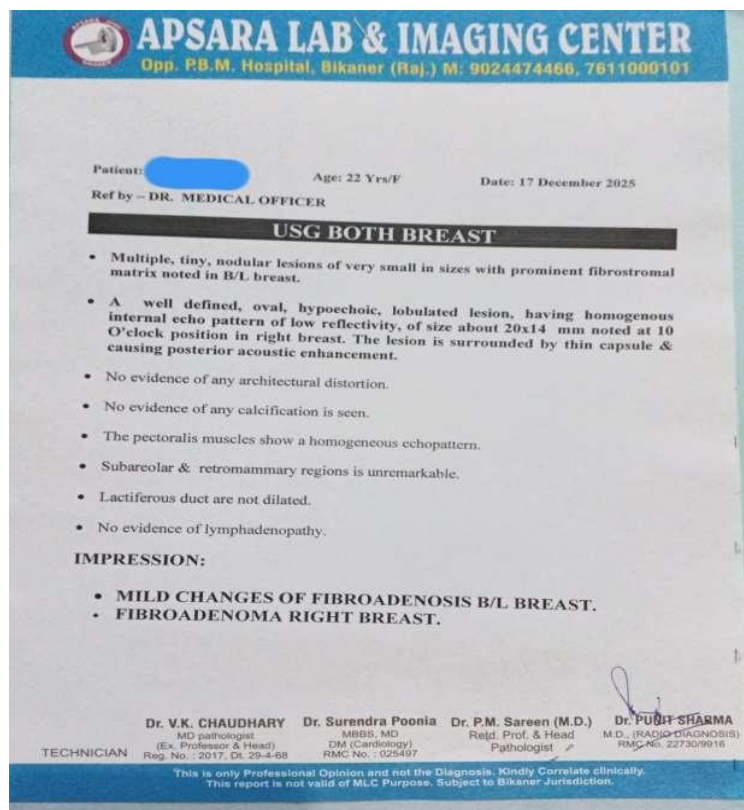 APSARA LAB & IMAGING CENTER
Opp. P.B.M. Hospital, Bikaner (Raj.) M: 9024474466, 7611000101
Patient: Age: 22 Yrs/F Date: 17 December 2025
Ref by – DR. MEDICAL OFFICER
USG BOTH BREAST
• Multiple, tiny, nodular lesions of very small in sizes with prominent fibrostromal
matrix noted in B/L breast.
• A well defined, oval, hypoechoic, lobulated lesion, having homogenous
internal echo pattern of low reflectivity, of size about 20x14 mm noted at 10
O'clock position in right breast. The lesion is surrounded by thin capsule &
causing posterior acoustic enhancement.
• No evidence of any architectural distortion.
• No evidence of any calcification is seen.
• The pectoralis muscles show a homogeneous echopattern.
• Subareolar & retromammary regions is unremarkable.
• Lactiferous duct are not dilated.
• No evidence of lymphadenopathy.
IMPRESSION:
• MILD CHANGES OF FIBROADENOSIS B/L BREAST.
• FIBROADENOMA RIGHT BREAST.
Dr. V.K. CHAUDHARY Dr. Surendra Poonia Dr. P.M. Sareen (M.D.) Dr. PUNIT SHARMA
MD pathologist MBBS, MD Retd. Prof. & Head M.D., (RADIO DIAGNOSIS)
(Ex. Professor & Head) DM (Cardiology) Pathologist RMC No. 22730/9916
TECHNICIAN Reg. No. : 2017, Dt. 29-4-68 RMC No. : 025497
This is only Professional Opinion and not the Diagnosis. Kindly Correlate clinically.
This report is not valid of MLC Purpose. Subject to Bikaner Jurisdiction.